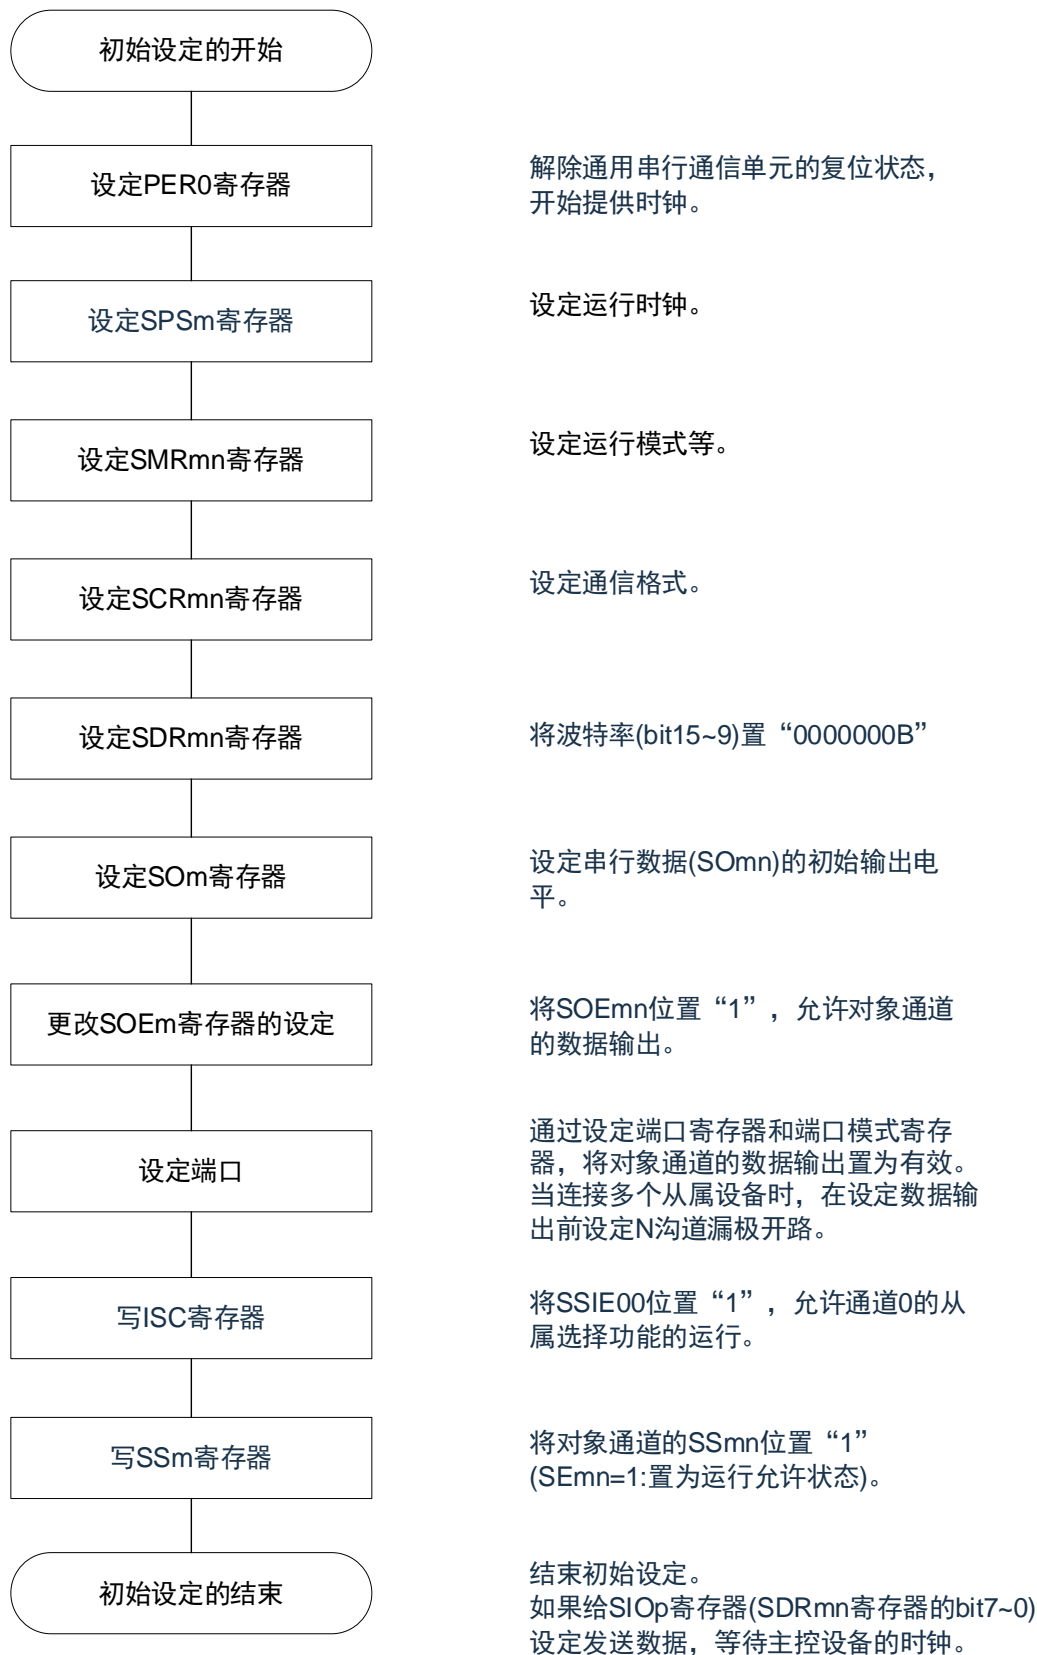 初始设定的开始
设定PER0寄存器
解除通用串行通信单元的复位状态，
开始提供时钟。
设定SPSm寄存器
设定运行时钟。
设定SMRmn寄存器
设定运行模式等。
设定SCRmn寄存器
设定通信格式。
设定SDRmn寄存器
将波特率(bit15~9)置“0000000B”
设定SOm寄存器
设定串行数据(SOmn)的初始输出电
平。
更改SOEm寄存器的设定
将SOEmn位置“1”，允许对象通道
的数据输出。
设定端口
通过设定端口寄存器和端口模式寄存
器，将对象通道的数据输出置为有效。
当连接多个从属设备时，在设定数据输
出前设定N沟道漏极开路。
写ISC寄存器
将SSIE00位置“1”，允许通道0的从
属选择功能的运行。
写SSm寄存器
将对象通道的SSmn位置“1”
(SEmn=1:置为运行允许状态)。
初始设定的结束
结束初始设定。
如果给SIOp寄存器(SDRmn寄存器的bit7~0)
设定发送数据，等待主控设备的时钟。